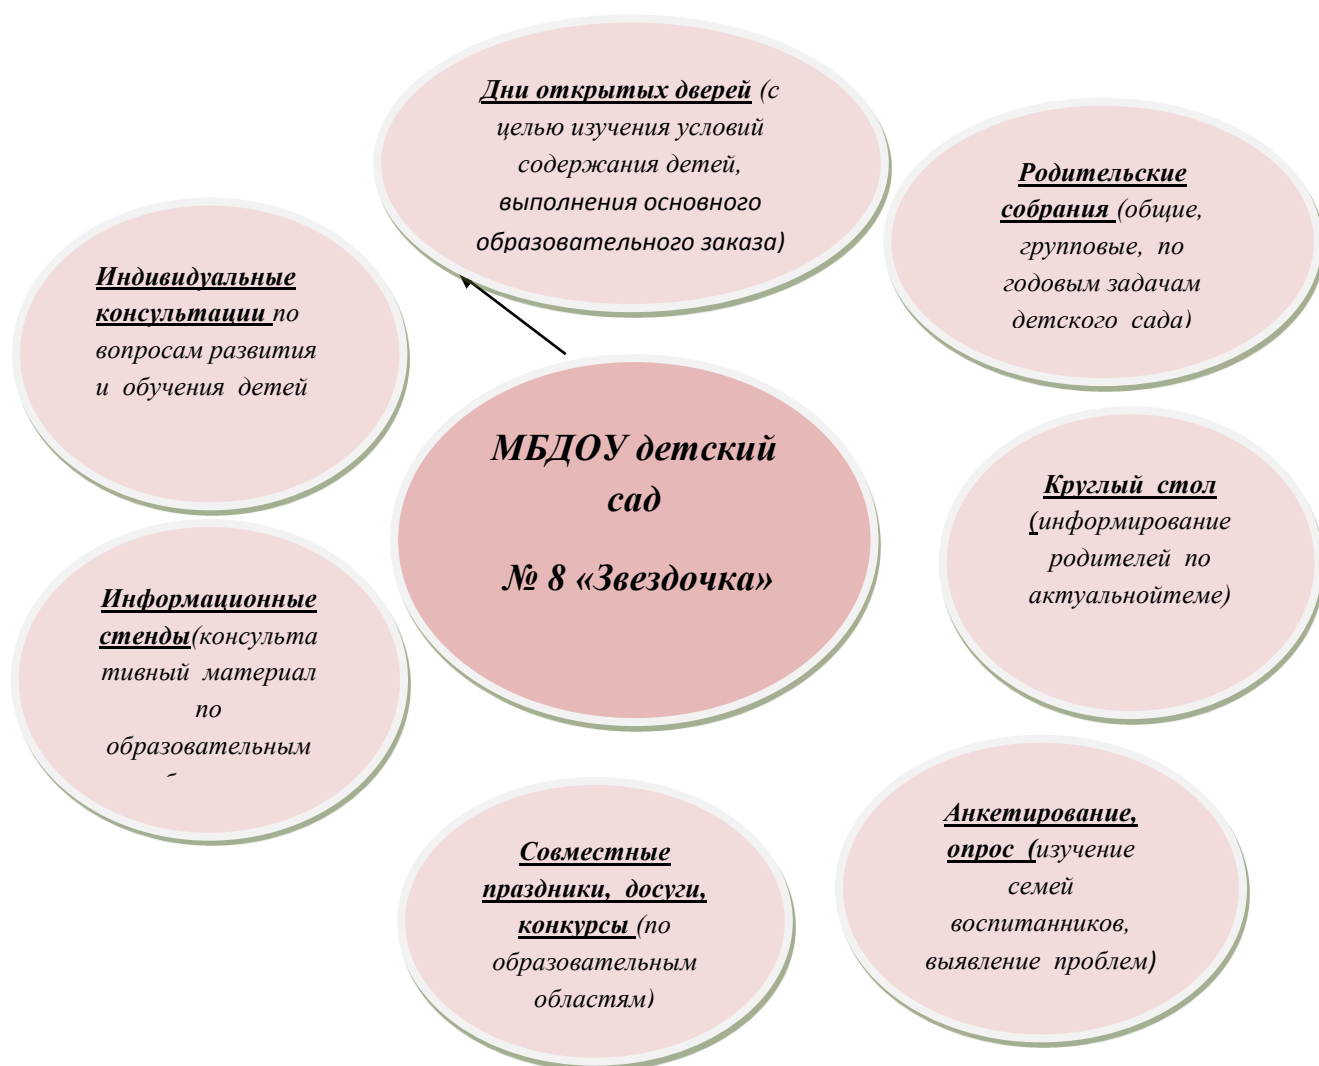 Дни открытых дверей (с
целью изучения условий
содержания детей,
выполнения основного
образовательного заказа)
Родительские
собрания (общие,
групповые, по
годовым задачам
детского сада)
Индивидуальные
консультации по
вопросам развития
и обучения детей
МБДОУ детский
сад
№ 8 «Звездочка»
Круглый стол
(информирование
родителей по
актуальнойтеме)
Информационные
стенды(консульта
тивный материал
по
образовательным
Анкетирование,
опрос (изучение
семей
воспитанников,
выявление проблем)
Совместные
праздники, досуги,
конкурсы (по
образовательным
областям)